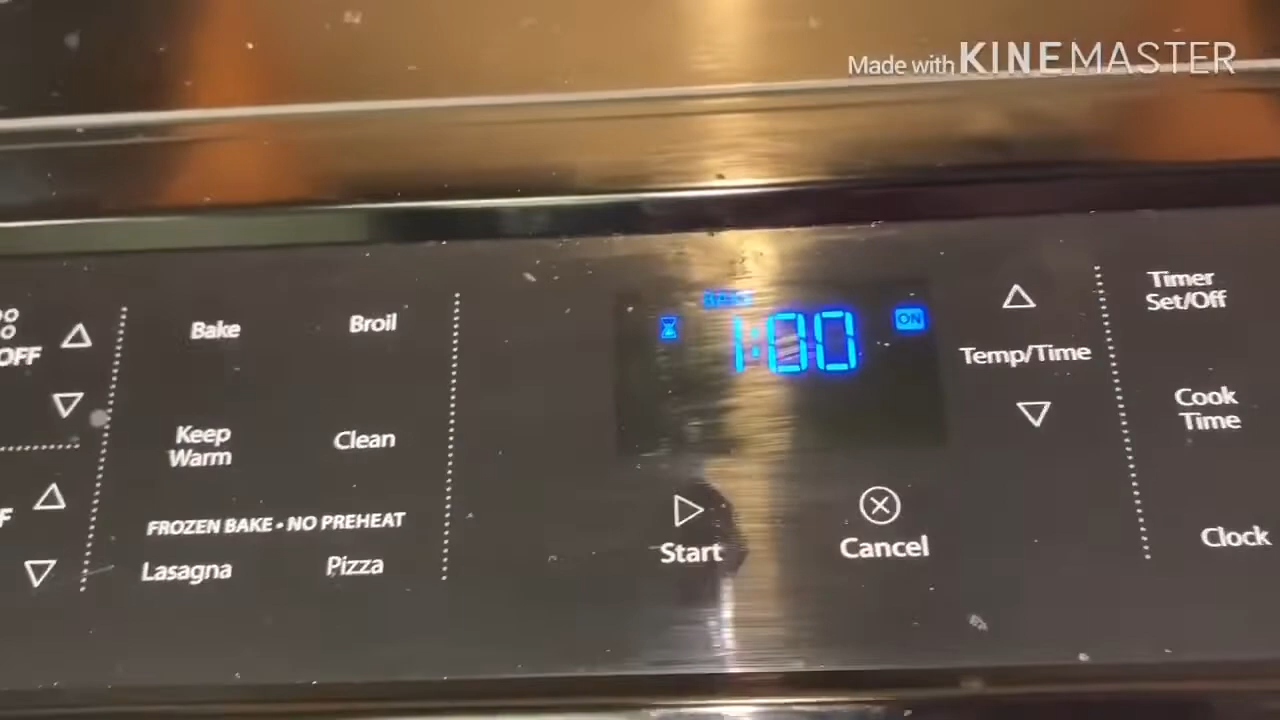 Made with KINEMASTER
Timer
Set/Off
Bake
Broil
BAKE
1:00
ON
OFF
Temp/Time
Keep
Warm
Clean
Cook
Time
FROZEN BAKE • NO PREHEAT
Lasagna
Pizza
Start
Cancel
Clock